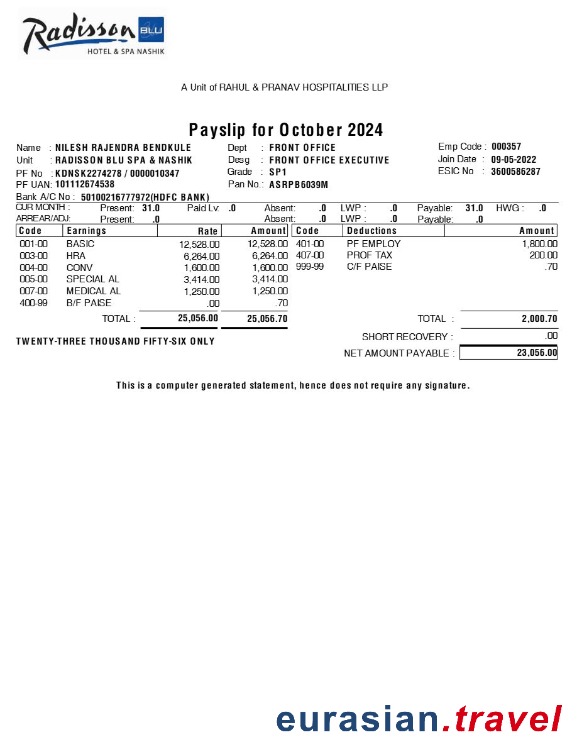 Radisson BLU
HOTEL & SPA NASHIK
A Unit of RAHUL & PRANAV HOSPITALITIES LLP
Payslip for October 2024
Name : NILESH RAJENDRA BENDKULE Dept : FRONT OFFICE Emp Code : 000357
Unit : RADISSON BLU SPA & NASHIK Desg : FRONT OFFICE EXECUTIVE Join Date : 09-05-2022
PF No : KDNSK2274278 / 0000010347 Grade : SP1 ESIC No : 3600586287
PF UAN: 101112674538 Pan No : ASRPB6039M
Bank A/C No : 50100216777972(HDFC BANK)
CUR MONTH : Present: 31.0 Paid Lv: .0 Absent: .0 LWP : .0 Payable: 31.0 HWG : .0
ARREAR/ADJ: Present: .0 Absent: .0 LWP : .0 Payable: .0
Code Earnings Rate Amount Code Deductions Amount
001-00 BASIC 12,528.00 12,528.00 401-00 PF EMPLOY 1,800.00
003-00 HRA 6,264.00 6,264.00 407-00 PROF TAX 200.00
004-00 CONV 1,600.00 1,600.00 999-99 C/F PAISE .70
005-00 SPECIAL AL 3,414.00 3,414.00
007-00 MEDICAL AL 1,250.00 1,250.00
400-99 B/F PAISE .00 .70
TOTAL : 25,056.00 25,056.70 TOTAL : 2,000.70
SHORT RECOVERY : .00
TWENTY-THREE THOUSAND FIFTY-SIX ONLY
NET AMOUNT PAYABLE : 23,056.00
This is a computer generated statement, hence does not require any signature.
eurasian.travel